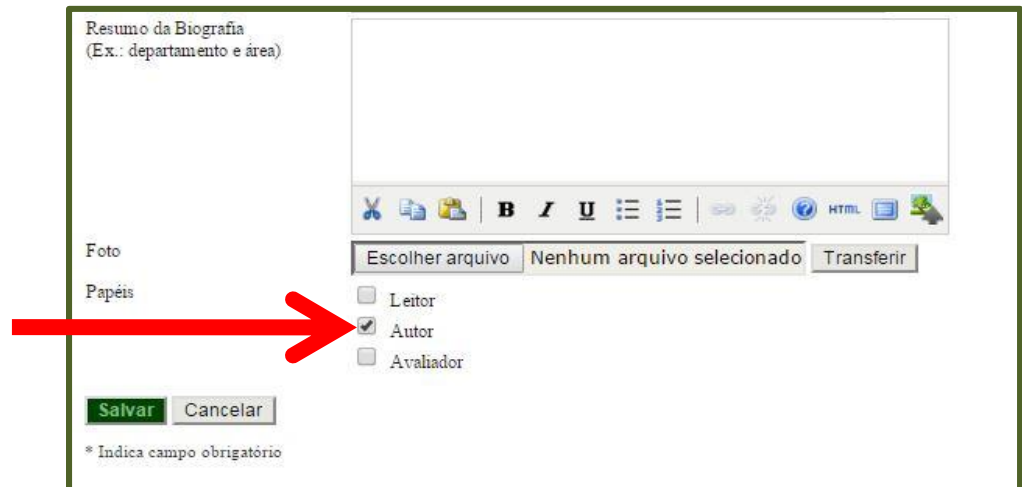 Resumo da Biografia
(Ex.: departamento e área)
B I U HTML
Foto
Escolher arquivo Nenhum arquivo selecionado Transferir
Papéis
Leitor
Autor
Avaliador
Salvar Cancelar
* Indica campo obrigatório